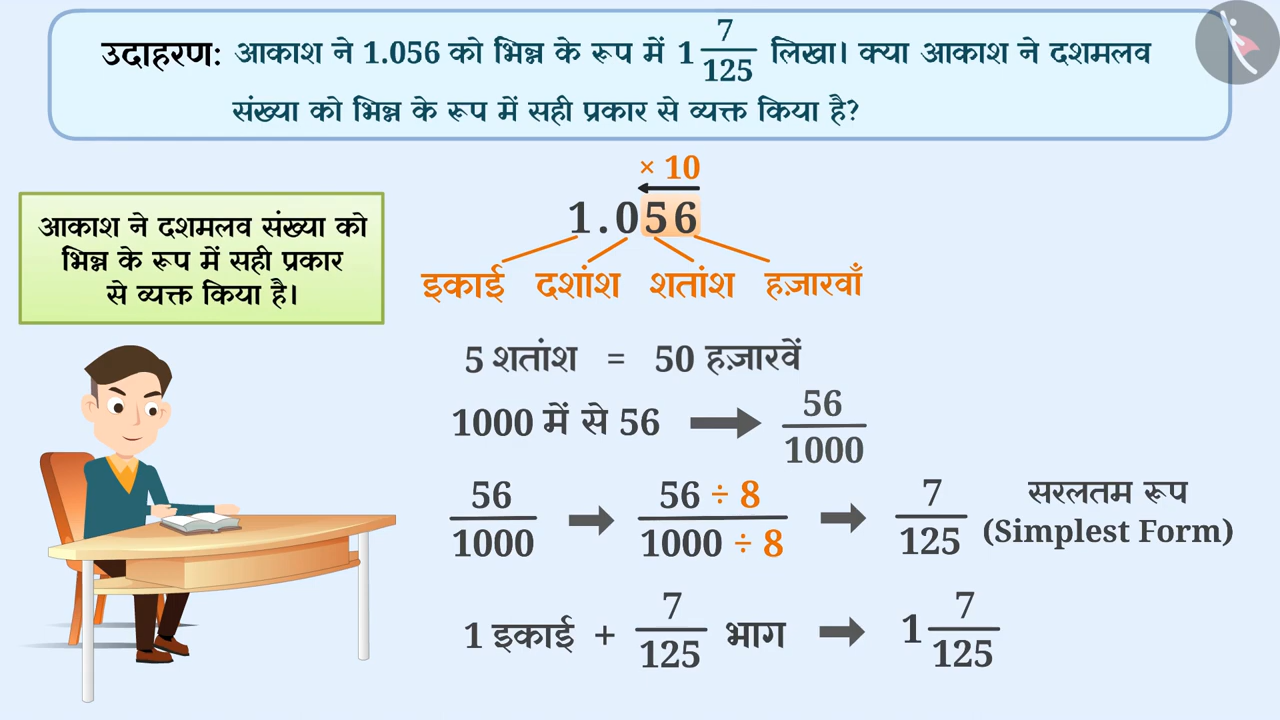 उदाहरण: आकाश ने 1.056 को भिन्न के रूप में 1 7/125 लिखा। क्या आकाश ने दशमलव
संख्या को भिन्न के रूप में सही प्रकार से व्यक्त किया है?
आकाश ने दशमलव संख्या को
भिन्न के रूप में सही प्रकार
से व्यक्त किया है।
× 10
1.056
इकाई दशांश शतांश हज़ारवाँ
5 शतांश = 50 हज़ारवें
1000 में से 56 → 56/1000
56/1000 → 56 ÷ 8/1000 ÷ 8 → 7/125 सरलतम रूप
(Simplest Form)
1 इकाई + 7/125 भाग → 1 7/125